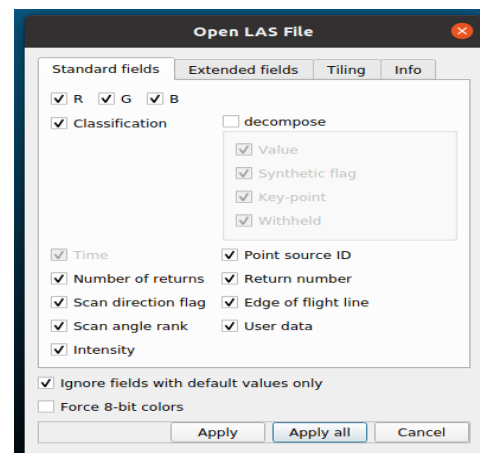 Open LAS File
Standard fields Extended fields Tiling Info
R G B
Classification decompose
Value
Synthetic flag
Key-point
Withheld
Time Point source ID
Number of returns Return number
Scan direction flag Edge of flight line
Scan angle rank User data
Intensity
Ignore fields with default values only
Force 8-bit colors
Apply Apply all Cancel